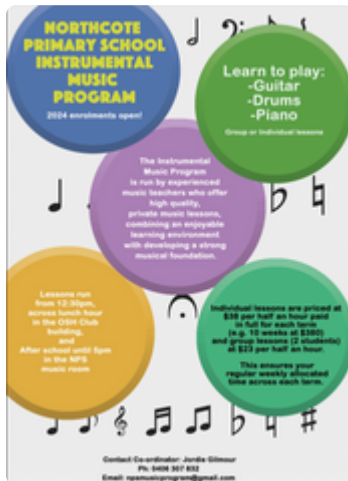 NORTHCOTE
PRIMARY SCHOOL
INSTRUMENTAL
MUSIC
PROGRAM
2024 enrolments open!
Learn to play:
-Guitar
-Drums
-Piano
Group or Individual lessons
The Instrumental
Music Program
is run by experienced
music teachers who offer
high quality,
private music lessons,
combining an enjoyable
learning environment
with developing a strong
musical foundation.
Lessons run
from 12:30pm,
across lunch hour
in the OSH Club
building,
and
After school until 5pm
in the NPS
music room
Individual lessons are priced at
$38 per half an hour paid
in full for each term
(e.g. 10 weeks at $380)
and group lessons (2 students)
at $23 per half an hour.
This ensures your
regular weekly allocated
time across each term.
Contact Co-ordinator: Jordie Gilmour
Ph: 0406 307 832
Email: npsmusicprogram@gmail.com